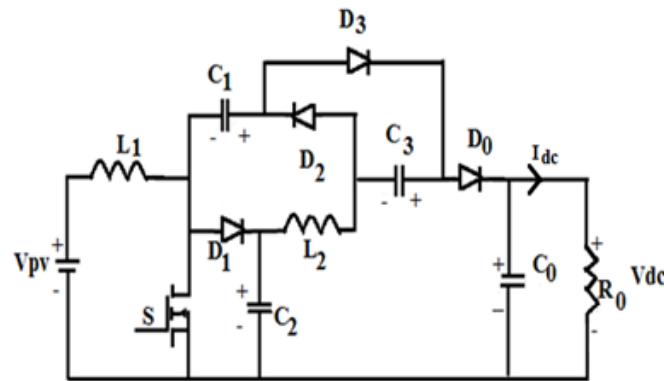 D3
C1
- +
D2
C3
- +
D0
Idc
L1
D1
L2
+
Vpv
-
S
+
C2
-
+
C0
–
+
R0
-
Vdc